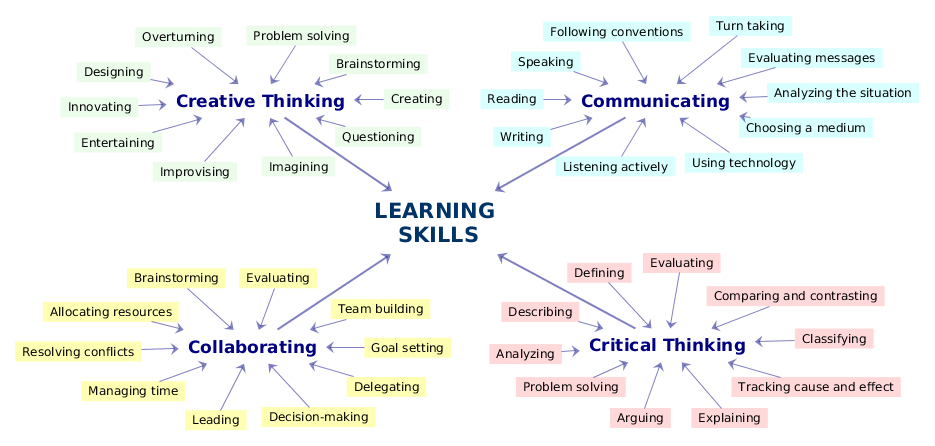 Overturning
Problem solving
Designing
Brainstorming
Innovating
Creative Thinking
Creating
Entertaining
Questioning
Improvising
Imagining
Following conventions
Turn taking
Speaking
Evaluating messages
Reading
Communicating
Analyzing the situation
Writing
Choosing a medium
Listening actively
Using technology
LEARNING
SKILLS
Brainstorming
Evaluating
Allocating resources
Team building
Resolving conflicts
Collaborating
Goal setting
Managing time
Delegating
Leading
Decision-making
Defining
Evaluating
Describing
Comparing and contrasting
Analyzing
Critical Thinking
Classifying
Problem solving
Tracking cause and effect
Arguing
Explaining